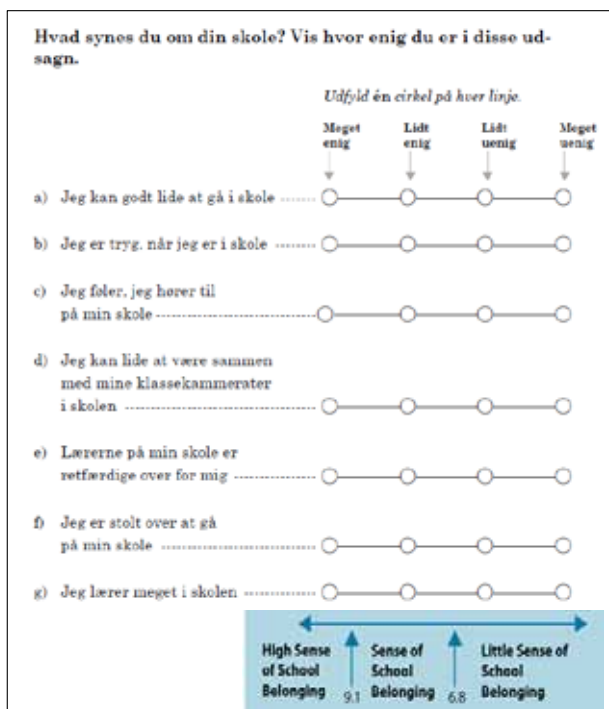 Hvad synes du om din skole? Vis hvor enig du er i disse ud-
sagn.
Udfyld én cirkel på hver linje.
Meget enig
Lidt enig
Lidt uenig
Meget uenig
a) Jeg kan godt lide at gå i skole
b) Jeg er tryg, når jeg er i skole
c) Jeg føler, jeg hører til
på min skole
d) Jeg kan lide at være sammen
med mine klassekammerater
i skolen
e) Lærerne på min skole er
retfærdige over for mig
f) Jeg er stolt over at gå
på min skole
g) Jeg lærer meget i skolen
High Sense
of School
Belonging
9.1
Sense of
School
Belonging
6.8
Little Sense of
School
Belonging